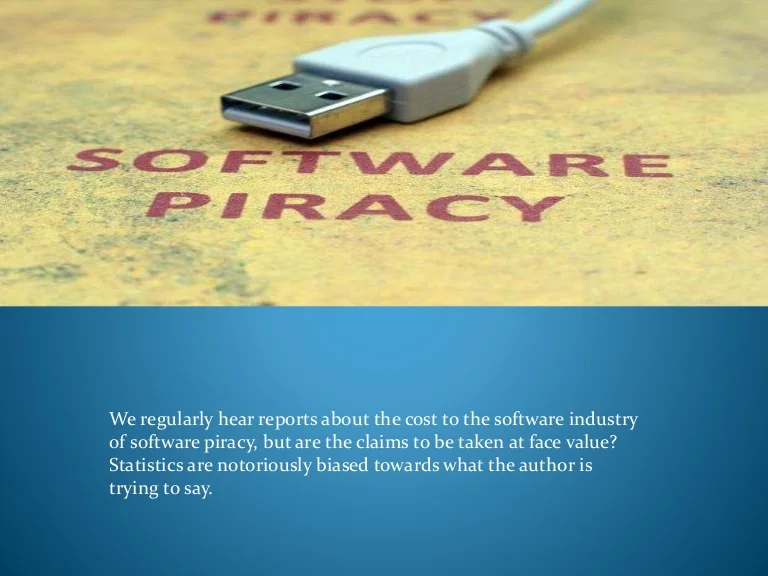 PIRACY
SOFTWARE
PIRACY
We regularly hear reports about the cost to the software industry
of software piracy, but are the claims to be taken at face value?
Statistics are notoriously biased towards what the author is
trying to say.